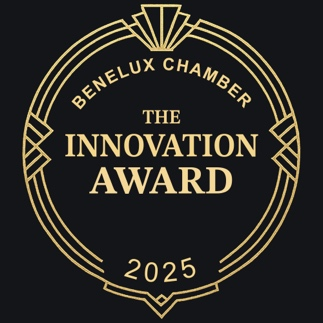 BENELUX CHAMBER
THE
INNOVATION
AWARD
2025